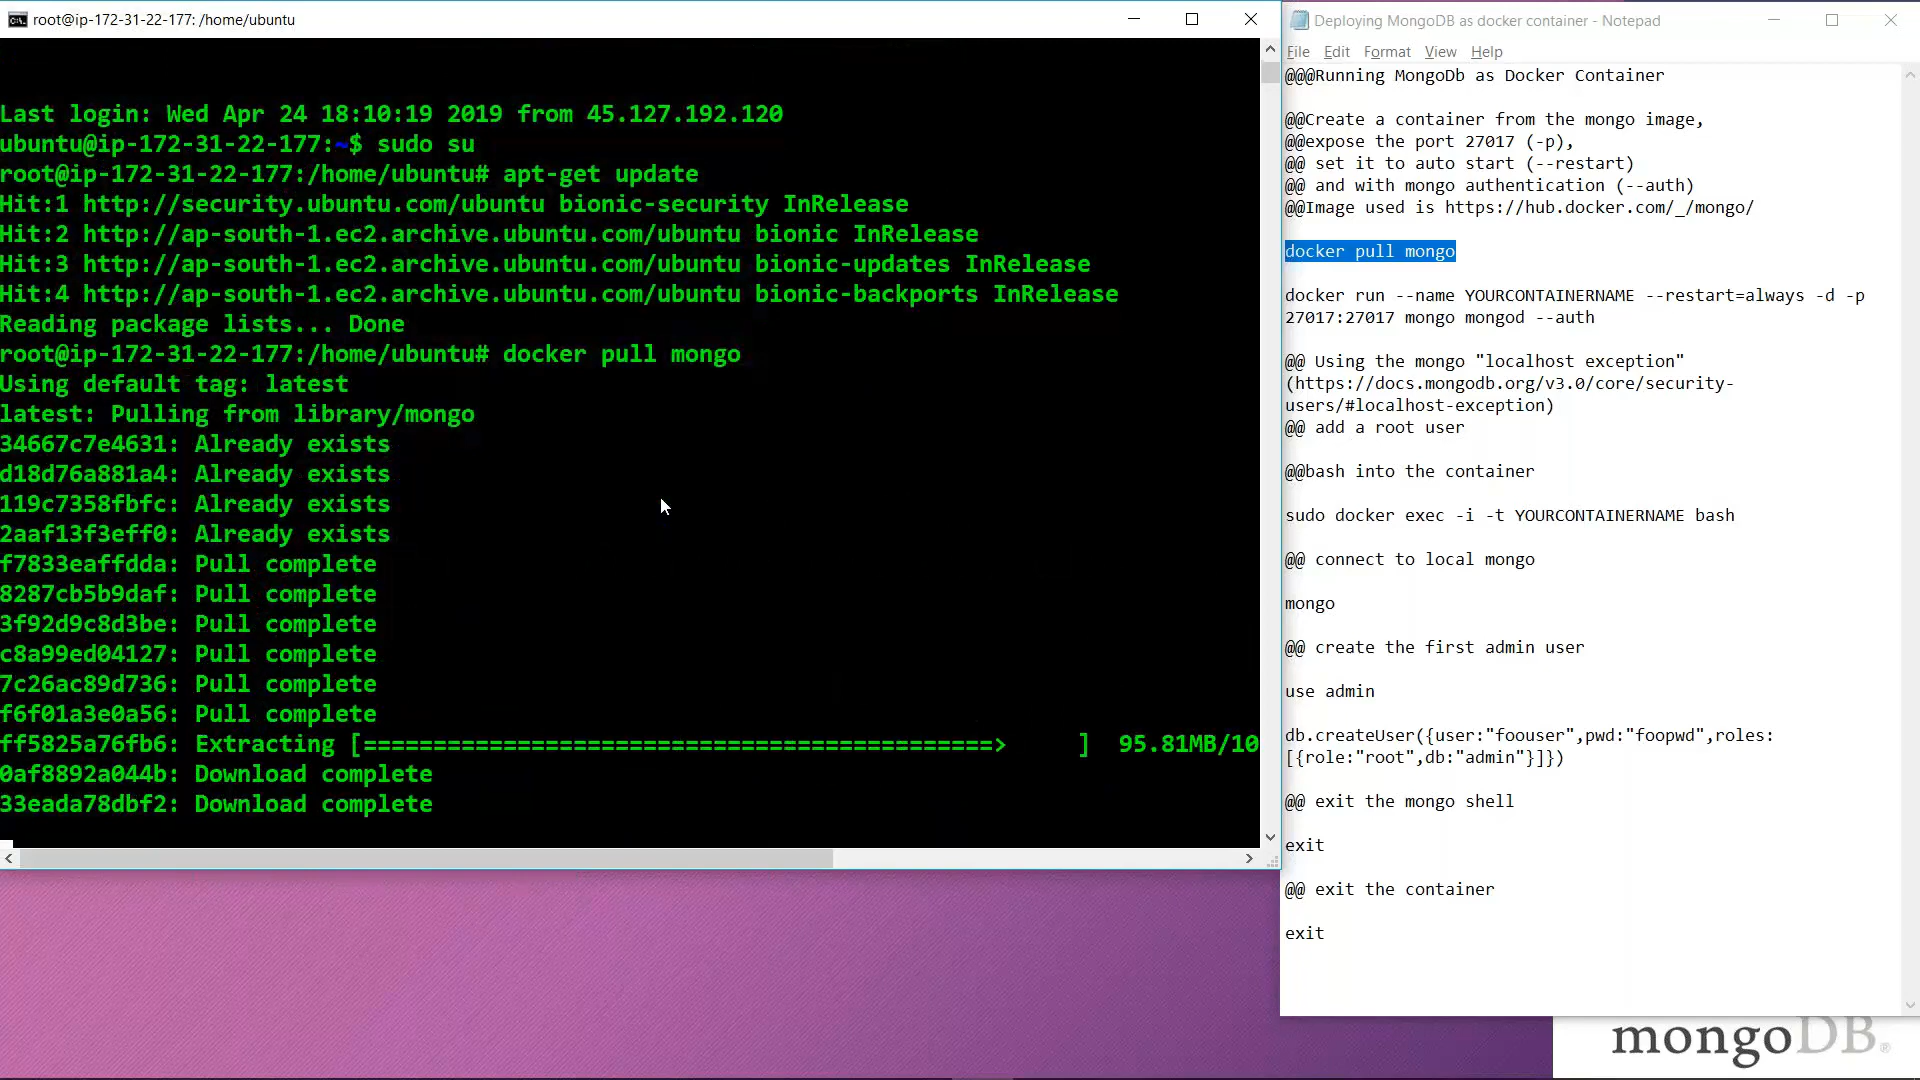 root@ip-172-31-22-177: /home/ubuntu
Last login: Wed Apr 24 18:10:19 2019 from 45.127.192.120
ubuntu@ip-172-31-22-177:~$ sudo su
root@ip-172-31-22-177:/home/ubuntu# apt-get update
Hit:1 http://security.ubuntu.com/ubuntu bionic-security InRelease
Hit:2 http://ap-south-1.ec2.archive.ubuntu.com/ubuntu bionic InRelease
Hit:3 http://ap-south-1.ec2.archive.ubuntu.com/ubuntu bionic-updates InRelease
Hit:4 http://ap-south-1.ec2.archive.ubuntu.com/ubuntu bionic-backports InRelease
Reading package lists... Done
root@ip-172-31-22-177:/home/ubuntu# docker pull mongo
Using default tag: latest
latest: Pulling from library/mongo
34667c7e4631: Already exists
d18d76a881a4: Already exists
119c7358fbfc: Already exists
2aaf13f3eff0: Already exists
f7833eaffdda: Pull complete
8287cb5b9daf: Pull complete
3f92d9c8d3be: Pull complete
c8a99ed04127: Pull complete
7c26ac89d736: Pull complete
f6f01a3e0a56: Pull complete
ff5825a76fb6: Extracting [=============================================>     ]  95.81MB/10
0af8892a044b: Download complete
33eada78dbf2: Download complete
Deploying MongoDB as docker container - Notepad
File Edit Format View Help
@@@Running MongoDb as Docker Container
@@Create a container from the mongo image,
@@expose the port 27017 (-p),
@@ set it to auto start (--restart)
@@ and with mongo authentication (--auth)
@@Image used is https://hub.docker.com/_/mongo/
docker pull mongo
docker run --name YOURCONTAINERNAME --restart=always -d -p
27017:27017 mongo mongod --auth
@@ Using the mongo "localhost exception"
(https://docs.mongodb.org/v3.0/core/security-
users/#localhost-exception)
@@ add a root user
@@bash into the container
sudo docker exec -i -t YOURCONTAINERNAME bash
@@ connect to local mongo
mongo
@@ create the first admin user
use admin
db.createUser({user:"foouser",pwd:"foopwd",roles:
[{role:"root",db:"admin"}]})
@@ exit the mongo shell
exit
@@ exit the container
exit
mongoDB®